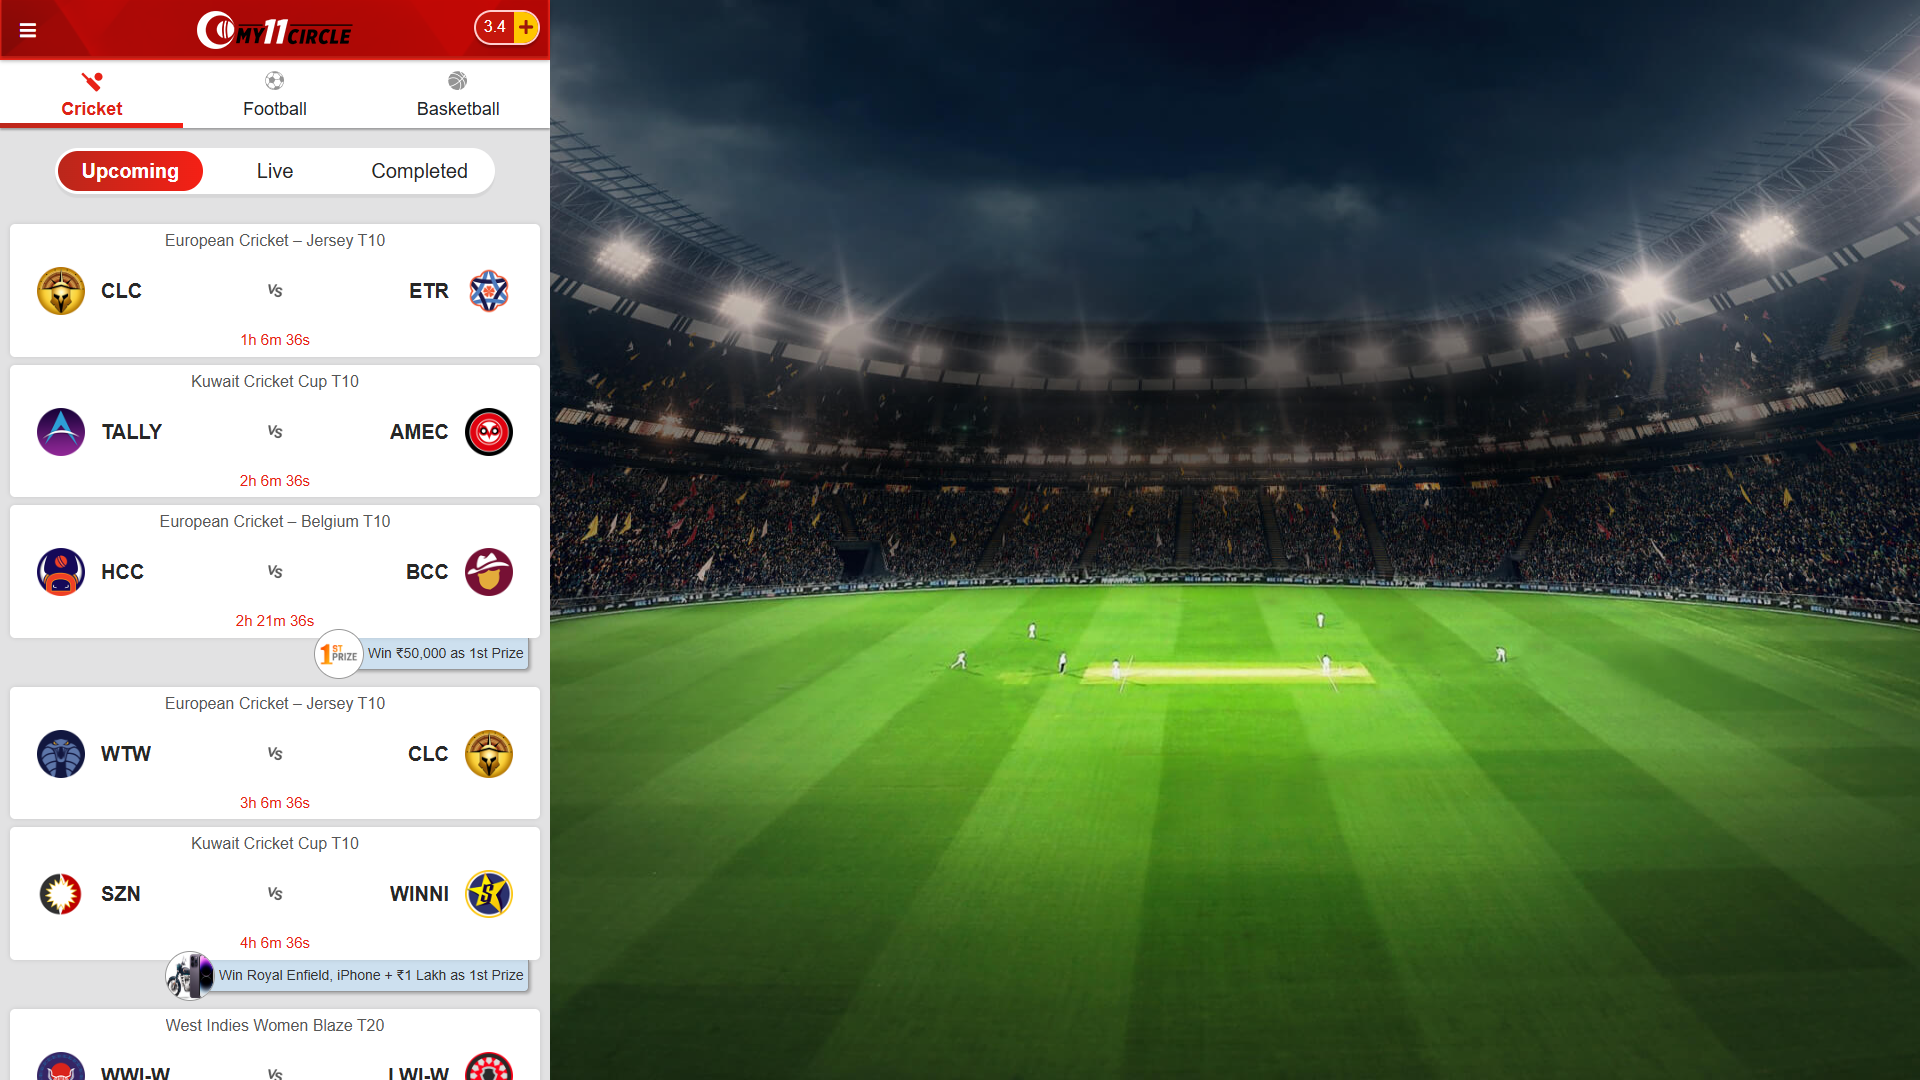 MY11CIRCLE
3.4 +
Cricket
Football
Basketball
Upcoming
Live
Completed
European Cricket – Jersey T10
CLC
Vs
ETR
1h 6m 36s
Kuwait Cricket Cup T10
TALLY
Vs
AMEC
2h 6m 36s
European Cricket – Belgium T10
HCC
Vs
BCC
2h 21m 36s
1ST PRIZE
Win ₹50,000 as 1st Prize
European Cricket – Jersey T10
WTW
Vs
CLC
3h 6m 36s
Kuwait Cricket Cup T10
SZN
Vs
WINNI
S
4h 6m 36s
Win Royal Enfield, iPhone + ₹1 Lakh as 1st Prize
West Indies Women Blaze T20
WWI-W
Vs
LWI-W